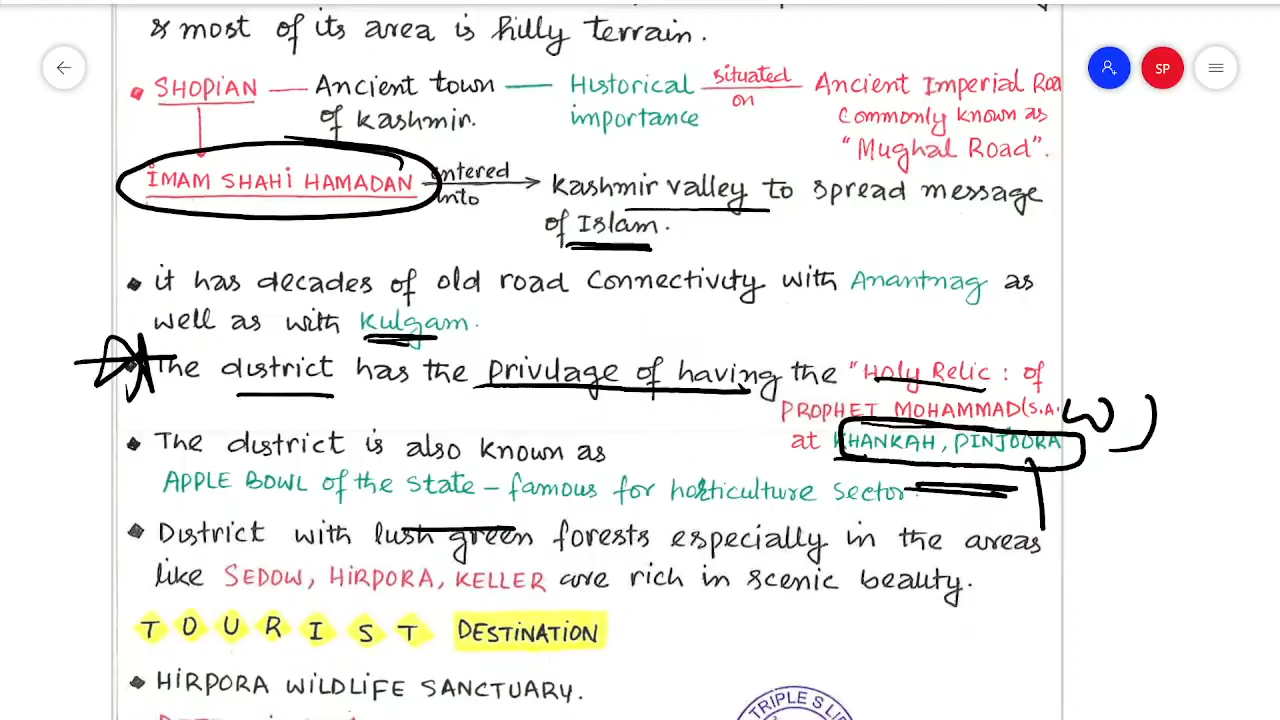 & most of its area is hilly terrain.
SP
• SHOPIAN — Ancient town — Historical situated on Ancient Imperial Roa
of Kashmir. importance Commonly known as
"Mughal Road".
IMAM SHAHI HAMADAN entered into → Kashmir valley to spread message
of Islam.
it has decades of old road Connectivity with Anantnag as
well as with Kulgam.
The district has the privilage of having the "Holy Relic : of
PROPHET MOHAMMAD(S.A.W)
at KHANKAH, PINJOORA
The district is also known as
APPLE BOWL of the State – famous for horticulture sector.
District with lush green forests especially in the areas
like SEDOW, HIRPORA, KELLER are rich in scenic beauty.
TOURIST DESTINATION
HIRPORA WILDLIFE SANCTUARY.
TRIPLE S LI